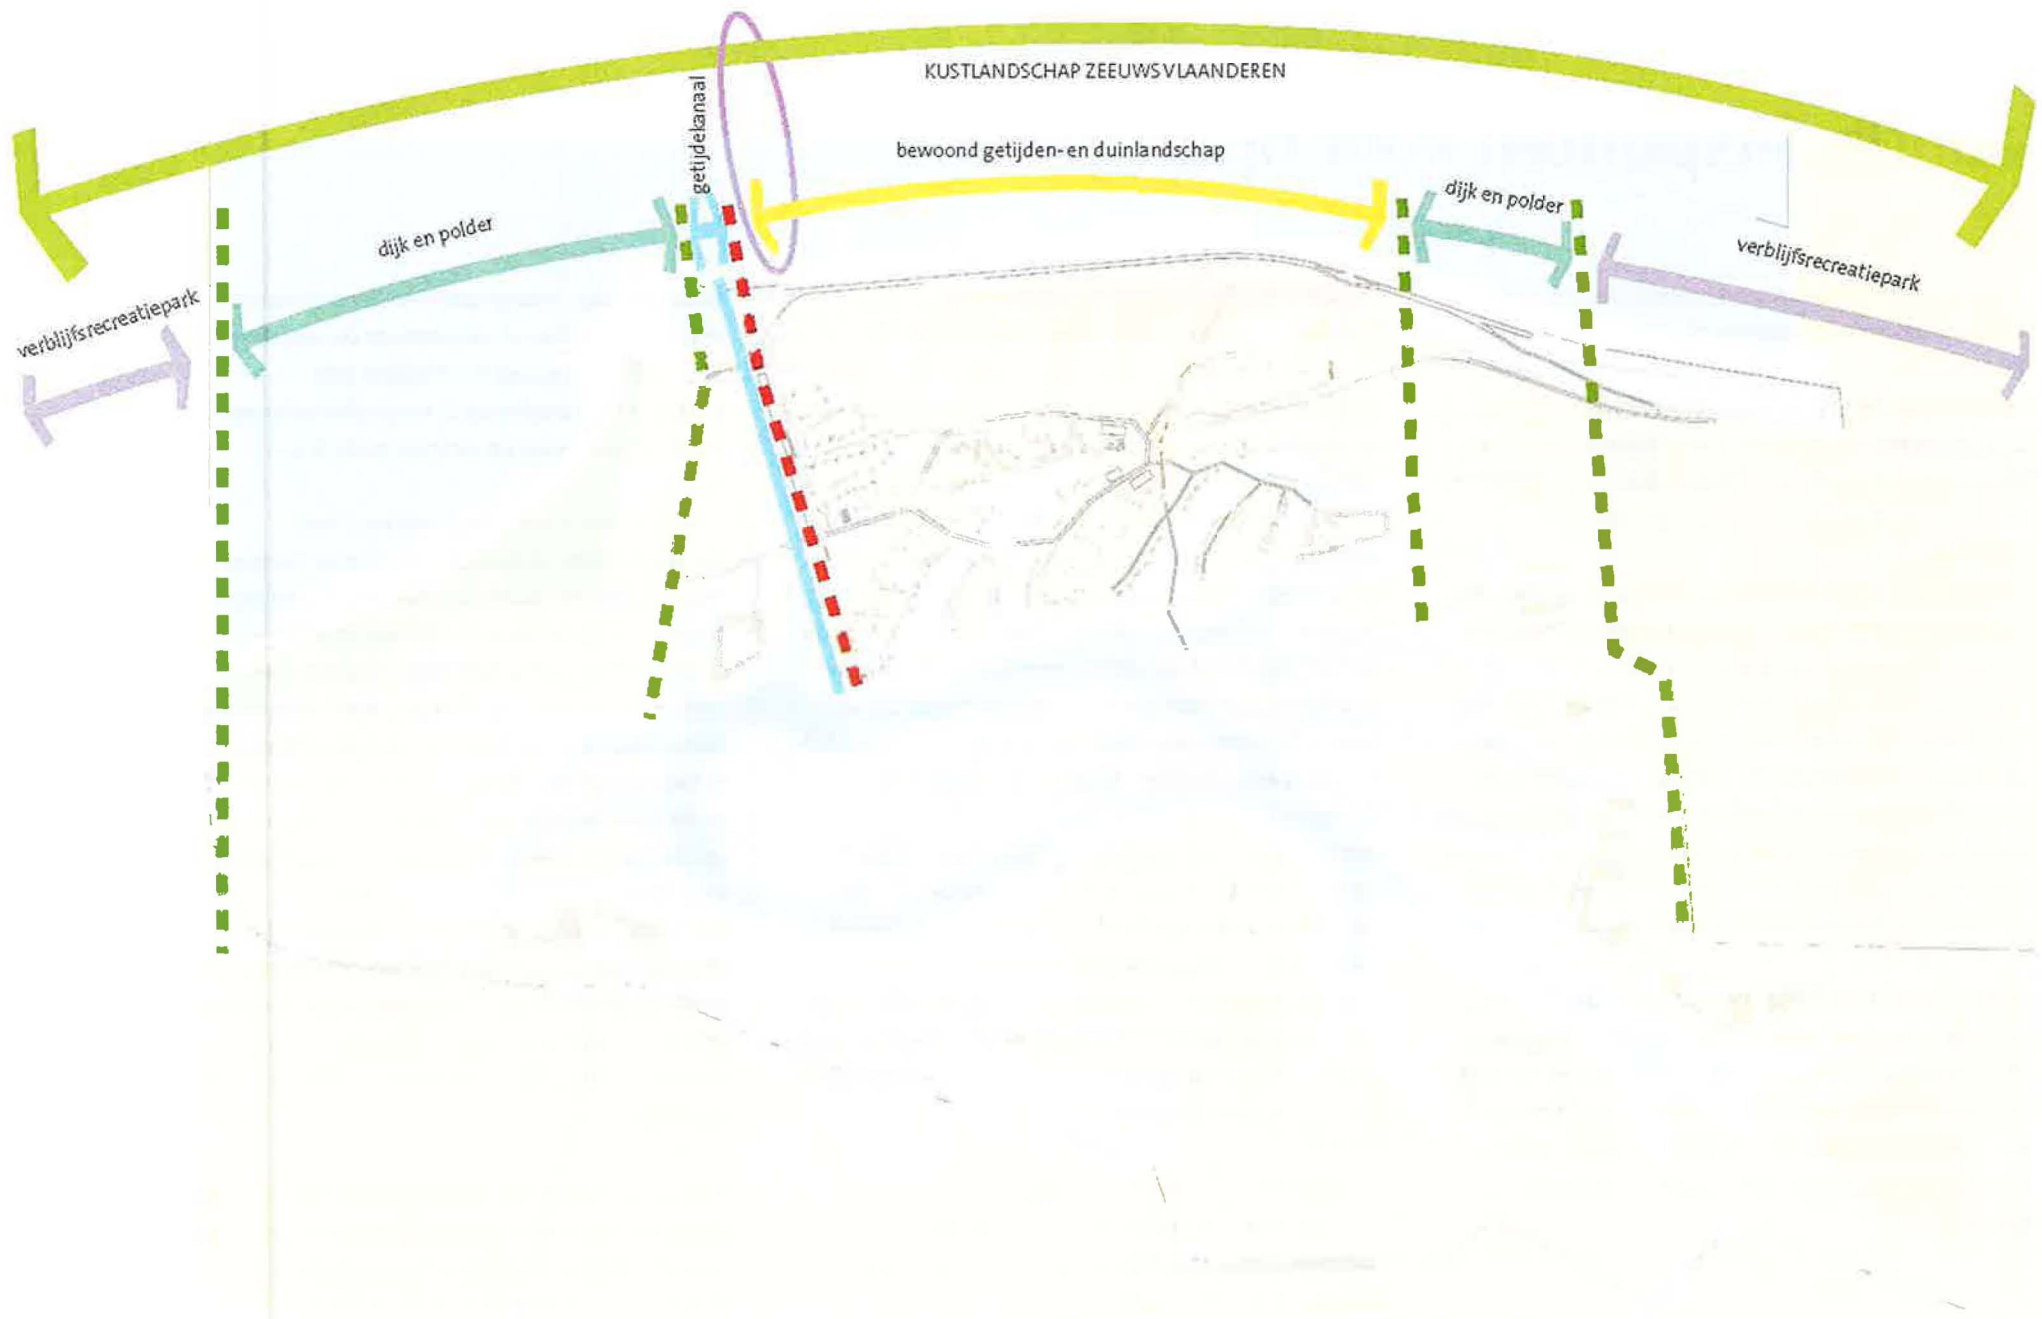 KUSTLANDSCHAP ZEEUWSVLAANDEREN
getijdekanaal
bewoond getijden- en duinlandschap
dijk en polder
dijk en polder
verblijfsrecreatiepark
verblijfsrecreatiepark